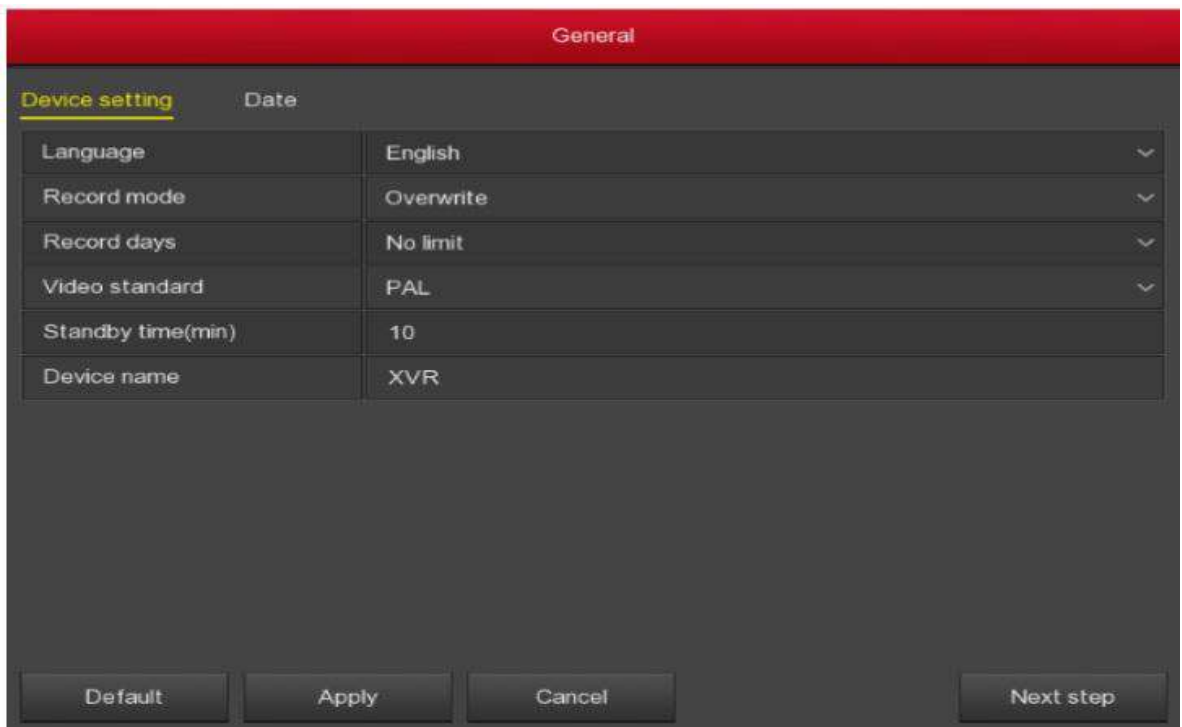 General
Device setting Date
Language English
Record mode Overwrite
Record days No limit
Video standard PAL
Standby time(min) 10
Device name XVR
Default Apply Cancel Next step